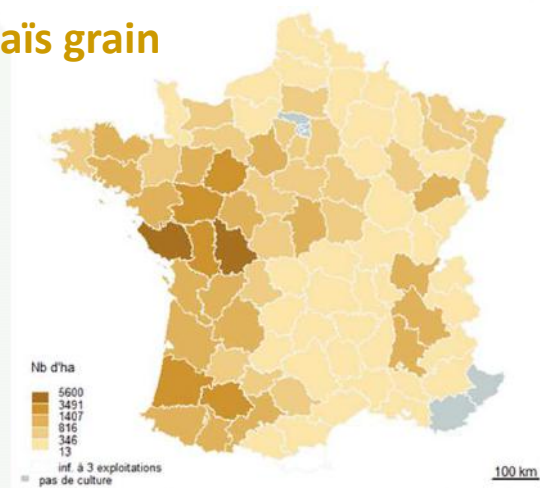 aïs grain
Nb d'ha
5600
3491
1407
816
346
13
inf. à 3 exploitations
pas de culture
100 km